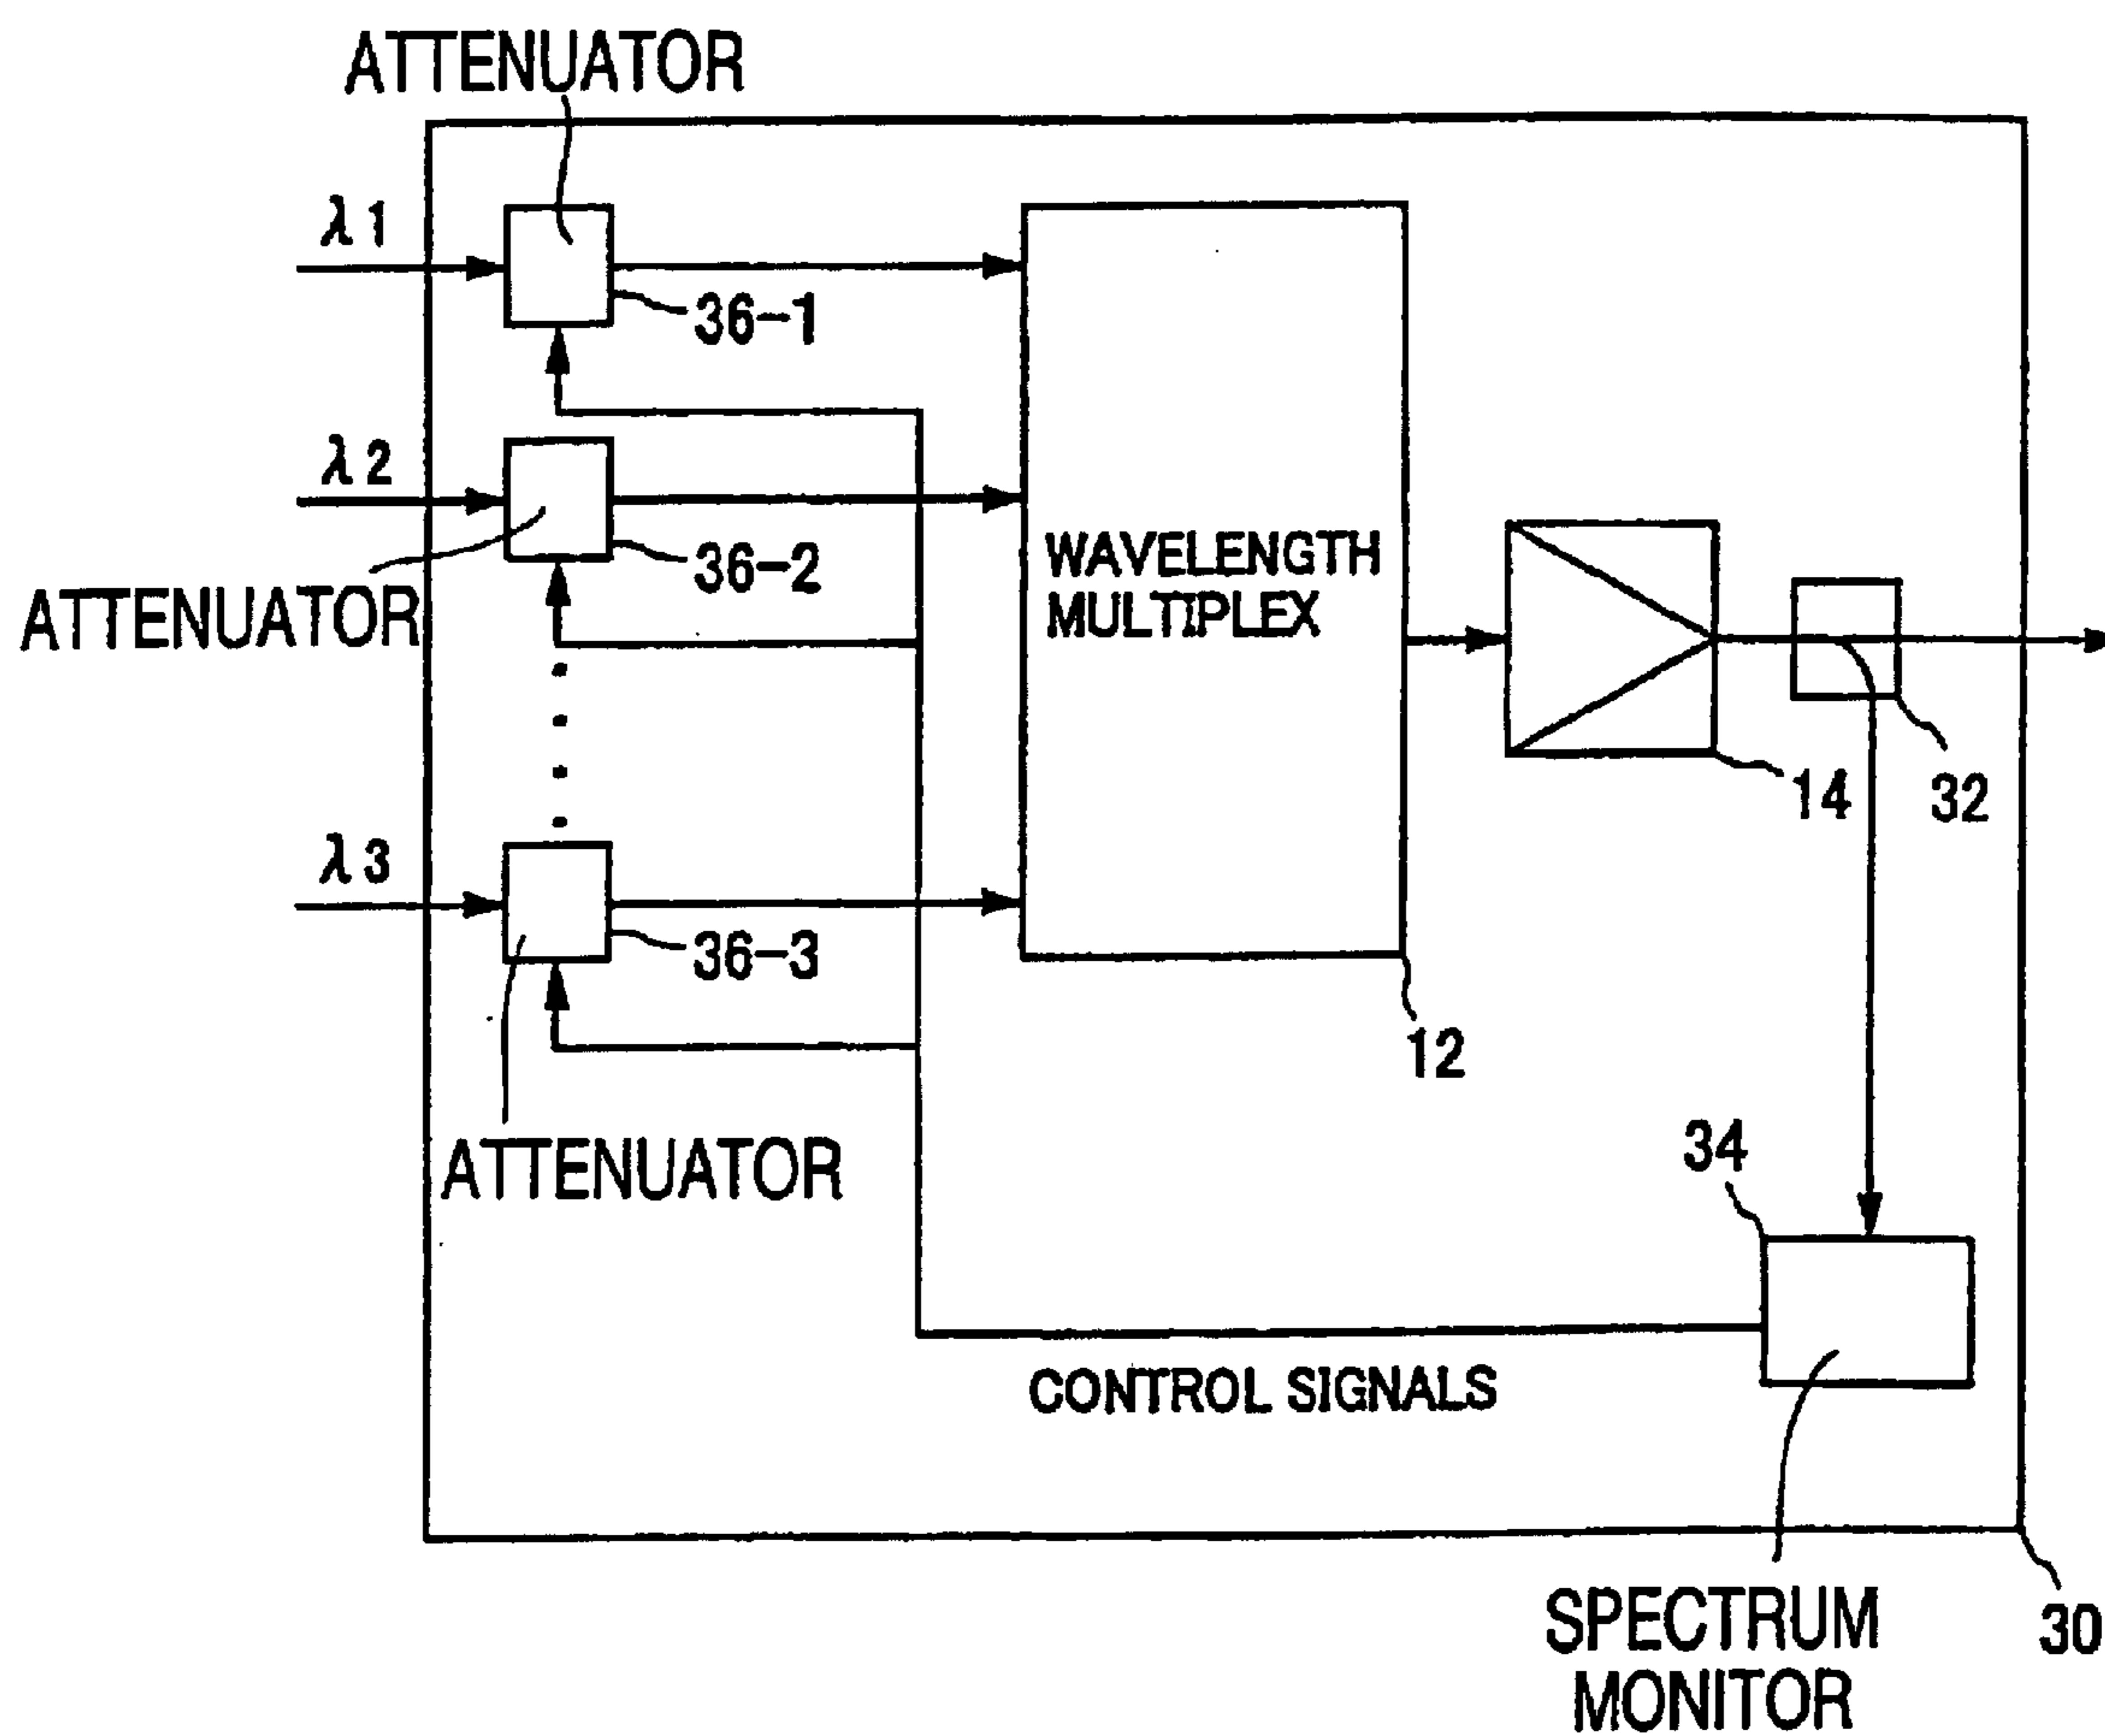 ATTENUATOR
λ1
36-1
λ2
36-2
ATTENUATOR
WAVELENGTH
MULTIPLEX
14
32
λ3
36-3
12
ATTENUATOR
34
CONTROL SIGNALS
SPECTRUM
MONITOR
30